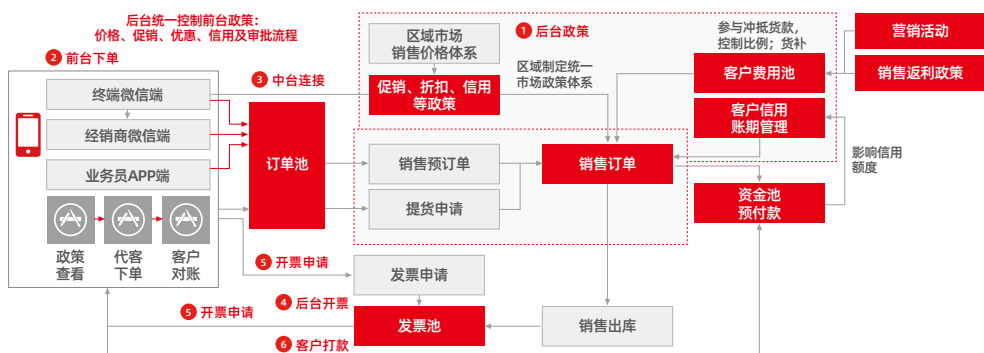 后台统一控制前台政策：
价格、促销、优惠、信用及审批流程
2 前台下单
终端微信端
经销商微信端
业务员APP端
政策
查看
代客
下单
客户
对账
3 中台连接
订单池
1 后台政策
区域市场
销售价格体系
促销、折扣、信用
等政策
区域制定统一
市场政策体系
参与冲抵货款，
控制比例；货补
客户费用池
客户信用
账期管理
营销活动
销售返利政策
销售预订单
提货申请
销售订单
资金池
预付款
影响信用
额度
5 开票申请
发票申请
4 后台开票
5 开票申请
发票池
销售出库
6 客户打款